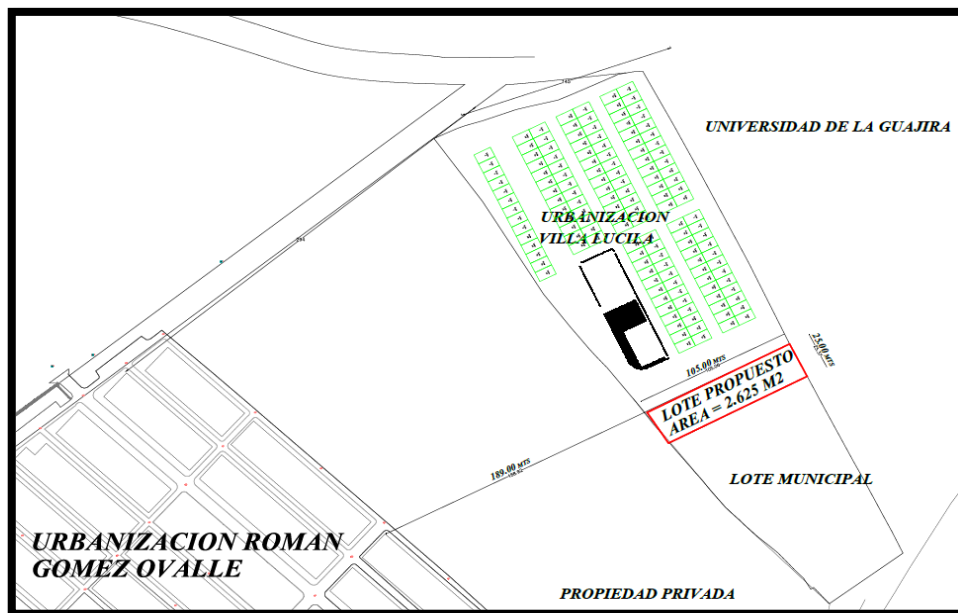 UNIVERSIDAD DE LA GUAJIRA
URBANIZACION
VILLA LUCILA
25.00 MTS
105.00 MTS
LOTE PROPUESTO
AREA = 2.625 M2
189.00 MTS
LOTE MUNICIPAL
URBANIZACION ROMAN
GOMEZ OVALLE
PROPIEDAD PRIVADA